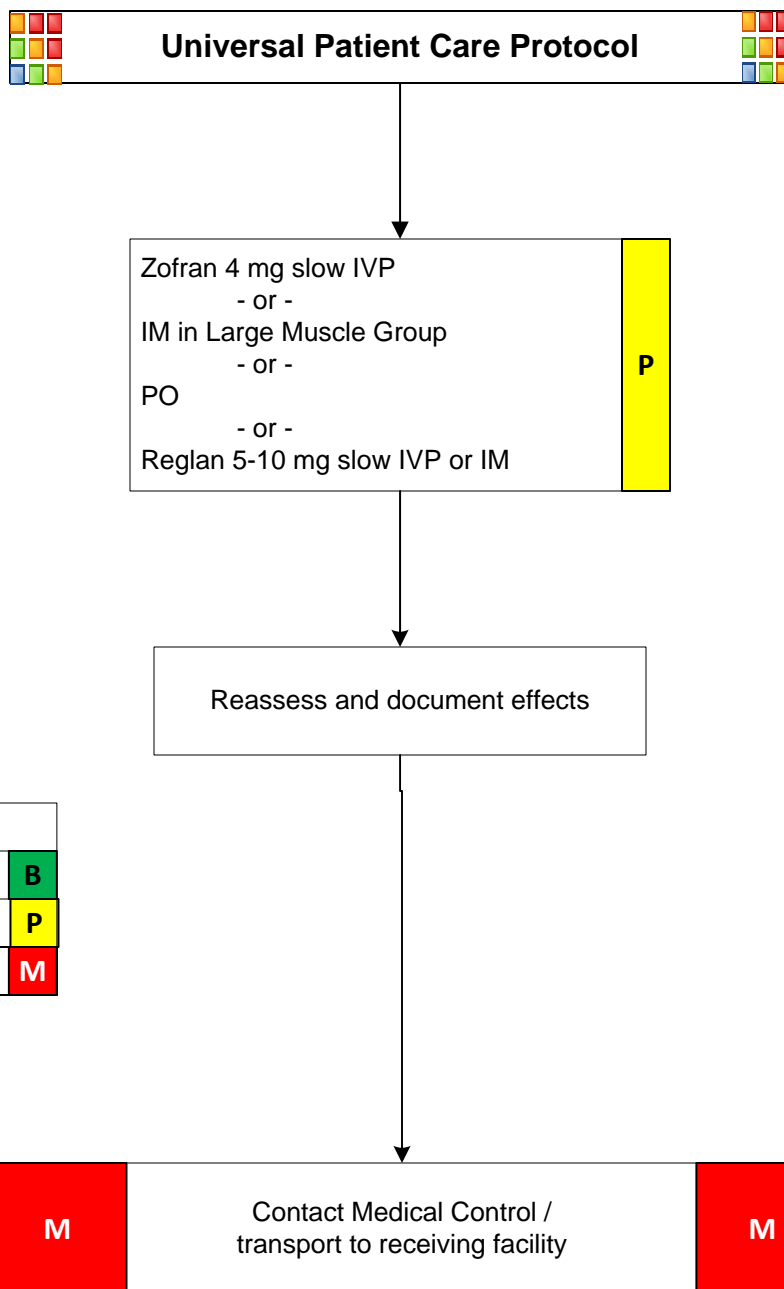 Universal Patient Care Protocol
Zofran 4 mg slow IVP
- or -
IM in Large Muscle Group
- or -
PO
- or -
Reglan 5-10 mg slow IVP or IM
P
Reassess and document effects
B
P
M
M
Contact Medical Control /
transport to receiving facility
M